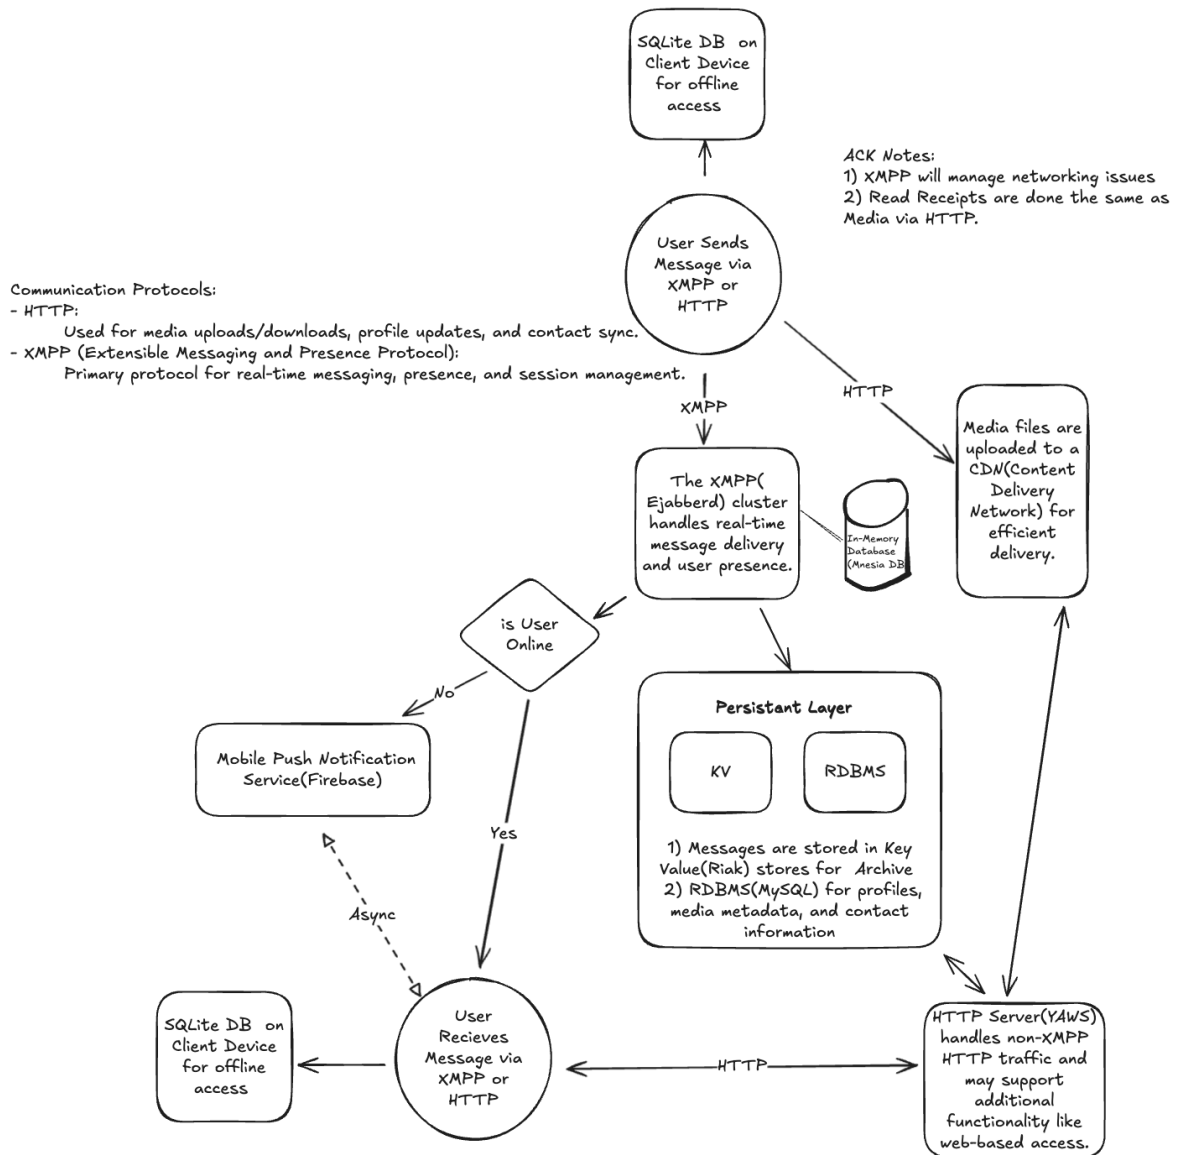 SQLite DB on
Client Device
for offline
access
ACK Notes:
1) XMPP will manage networking issues
2) Read Receipts are done the same as
Media via HTTP.
User Sends
Message via
XMPP or
HTTP
Communication Protocols:
- HTTP:
Used for media uploads/downloads, profile updates, and contact sync.
- XMPP (Extensible Messaging and Presence Protocol):
Primary protocol for real-time messaging, presence, and session management.
XMPP
HTTP
Media files are
uploaded to a
CDN(Content
Delivery
Network) for
efficient
delivery.
The XMPP(
Ejabberd) cluster
handles real-time
message delivery
and user presence.
In-Memory
Database
(Mnesia DB
is User
Online
No
Yes
Mobile Push Notification
Service(Firebase)
Async
Persistant Layer
KV
RDBMS
1) Messages are stored in Key
Value(Riak) stores for Archive
2) RDBMS(MySQL) for profiles,
media metadata, and contact
information
SQLite DB on
Client Device
for offline
access
User
Recieves
Message via
XMPP or
HTTP
HTTP
HTTP Server(YAWS)
handles non-XMPP
HTTP traffic and
may support
additional
functionality like
web-based access.